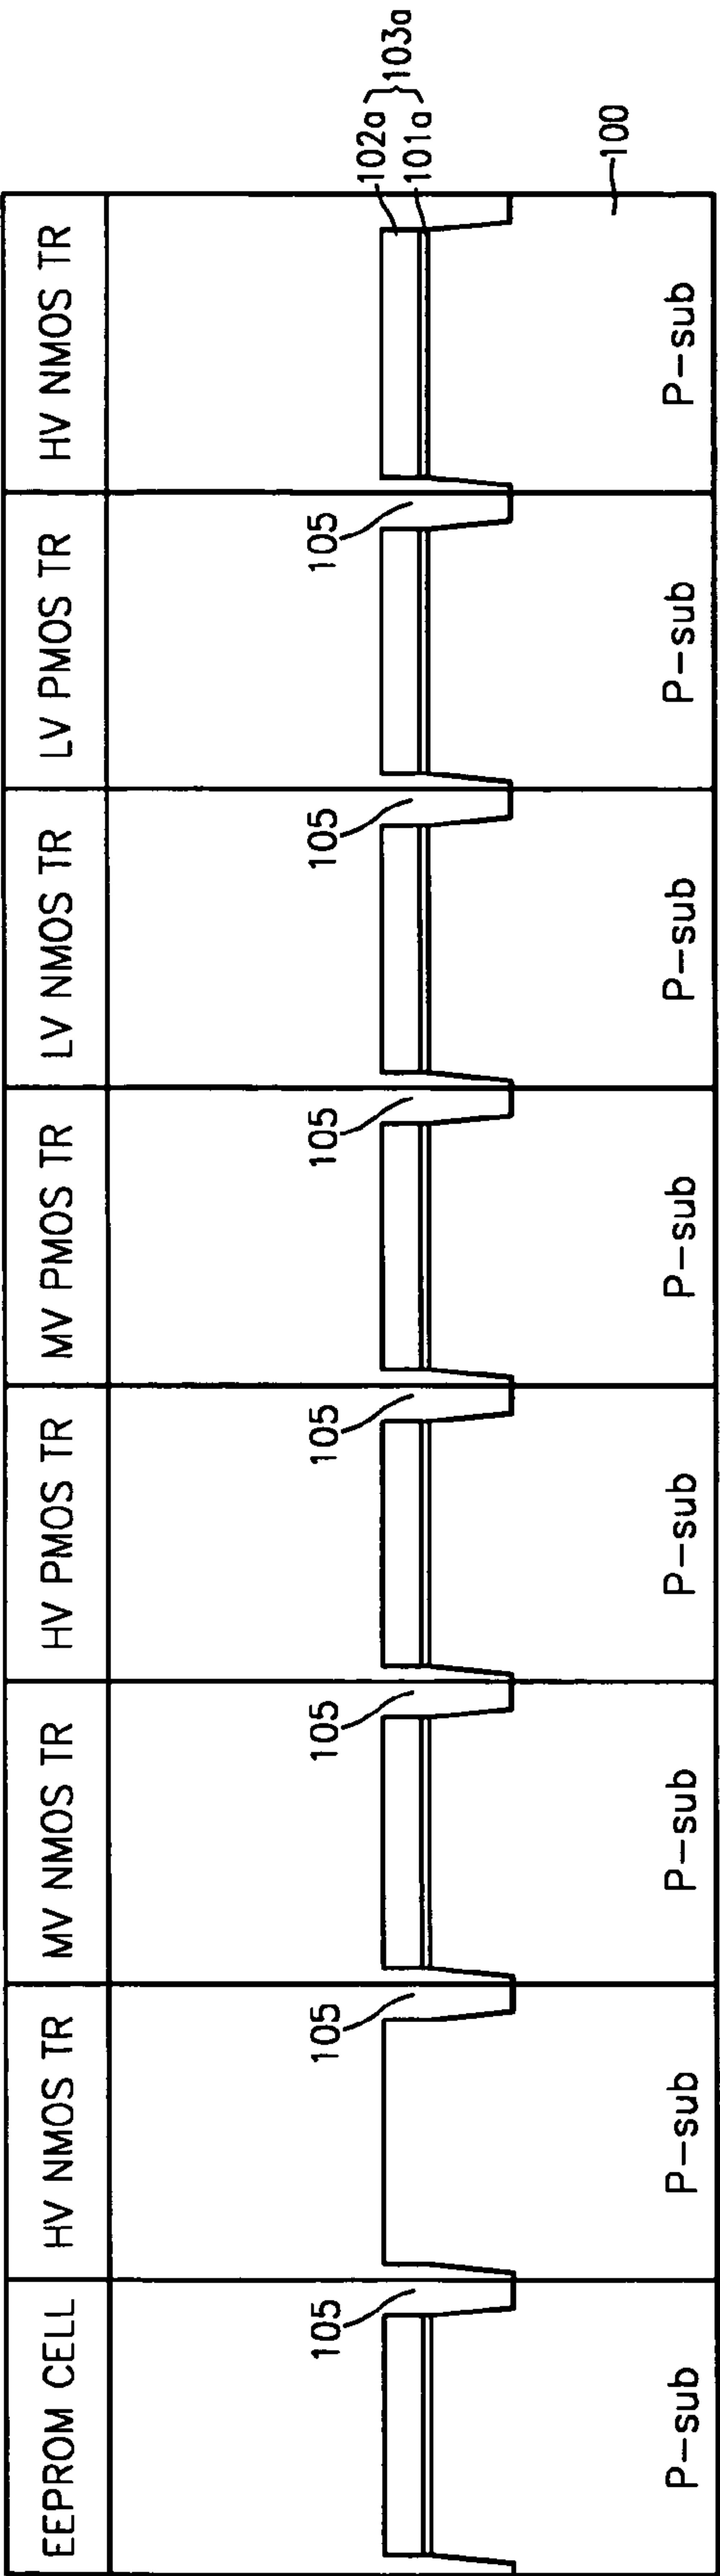 EEPROM CELL
HV NMOS TR
MV NMOS TR
HV PMOS TR
MV PMOS TR
LV NMOS TR
LV PMOS TR
HV NMOS TR
105
105
105
105
105
105
105
102a
101a
103a
100
P-sub
P-sub
P-sub
P-sub
P-sub
P-sub
P-sub
P-sub